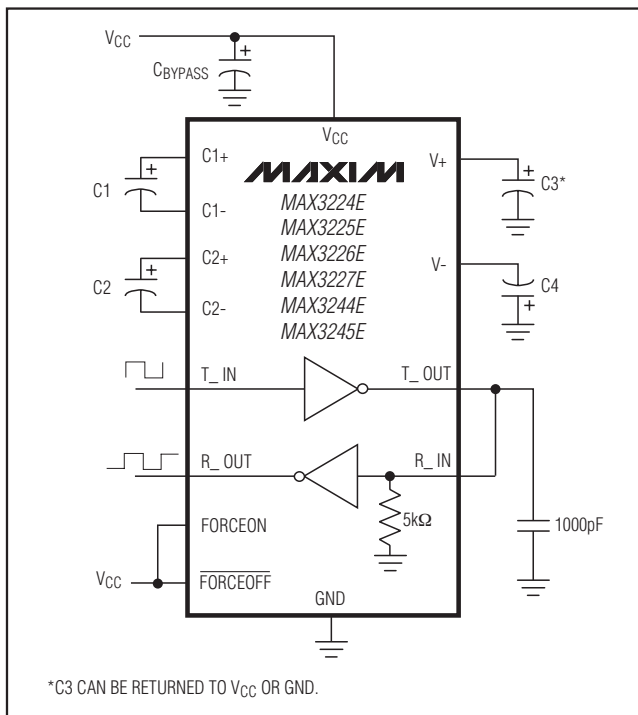 VCC
CBYPASS
+
VCC
C1+
C1
+
C1-
C2+
C2
+
C2-
MAXIM
MAX3224E
MAX3225E
MAX3226E
MAX3227E
MAX3244E
MAX3245E
V+
+
C3*
V-
C4
+
T_ IN
T_ OUT
R_ OUT
R_ IN
5kΩ
1000pF
FORCEON
VCC
FORCEOFF
GND
*C3 CAN BE RETURNED TO VCC OR GND.